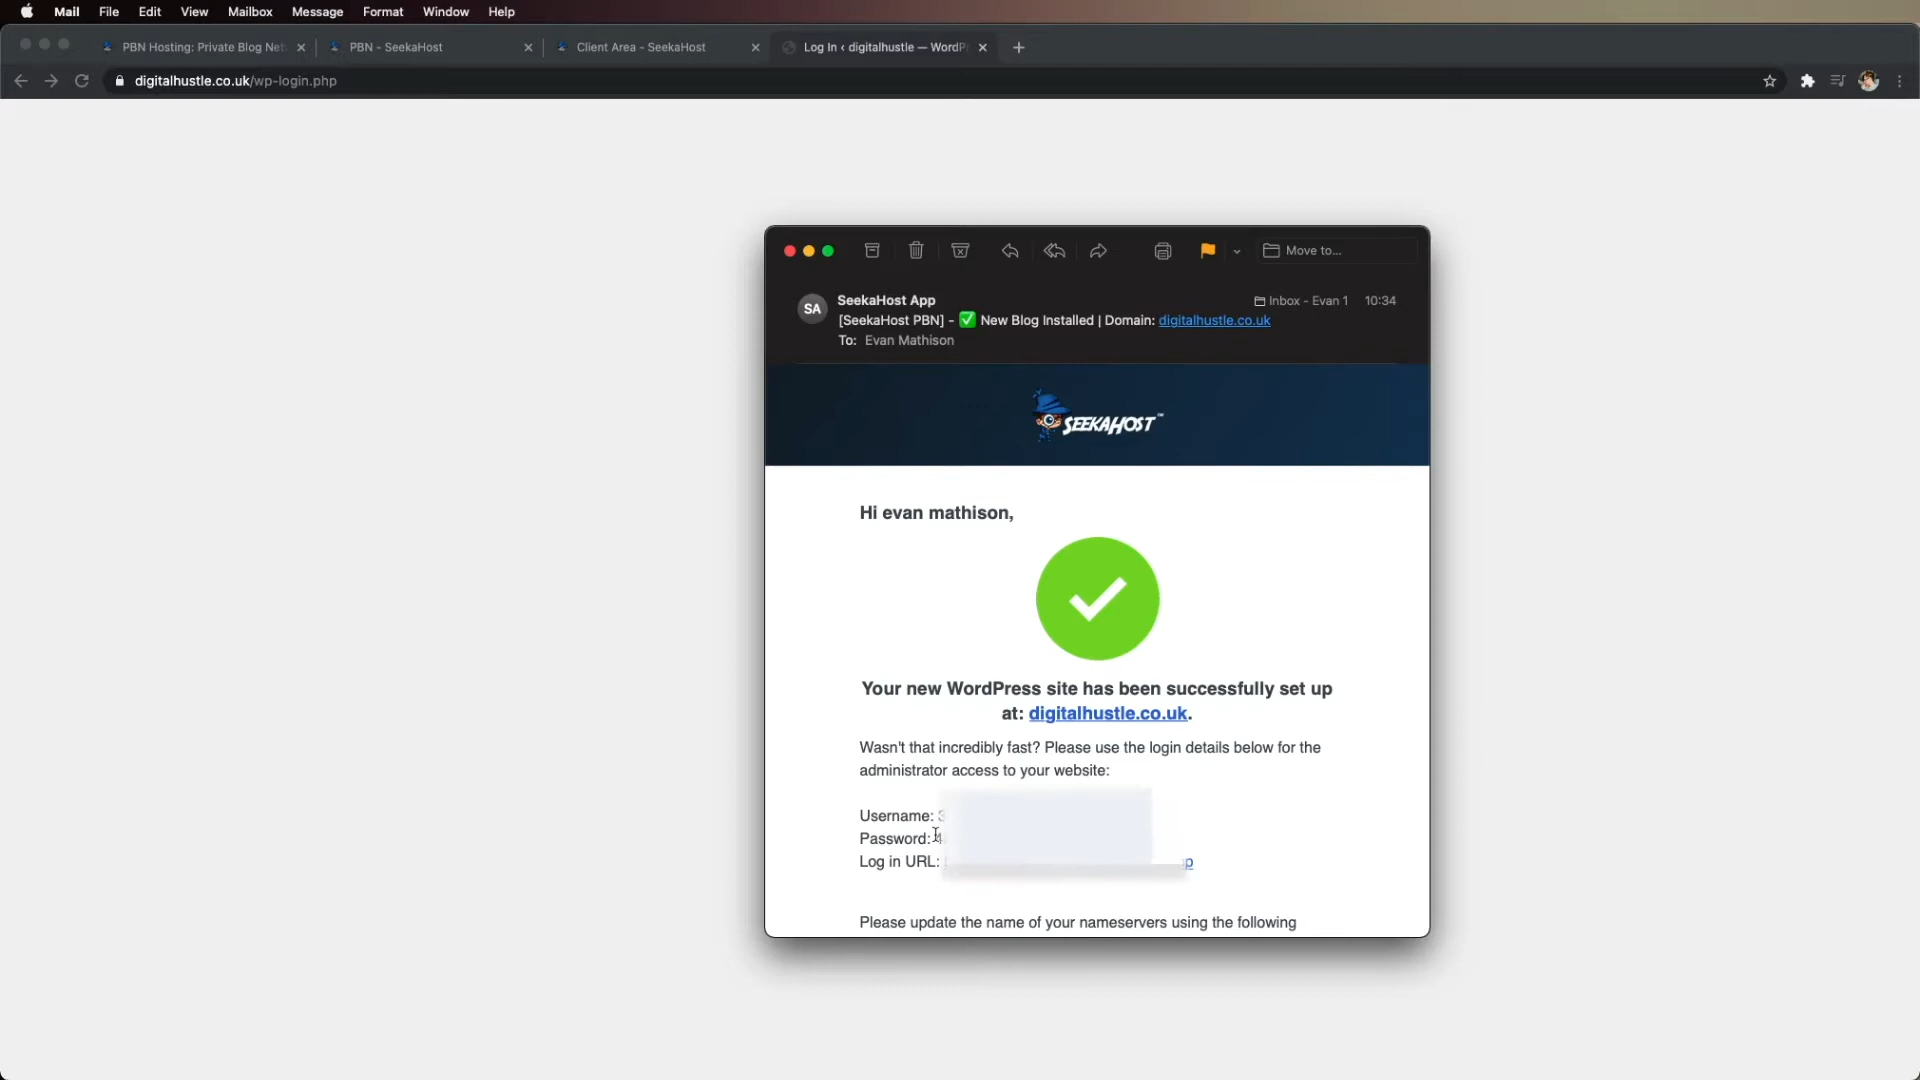 Mail File Edit View Mailbox Message Format Window Help
PBN Hosting: Private Blog Net
PBN - SeekaHost
Client Area - SeekaHost
Log In ‹ digitalhustle — WordPr
digitalhustle.co.uk/wp-login.php
Move to...
SA
SeekaHost App
Inbox - Evan 1 10:34
[SeekaHost PBN] - ✅ New Blog Installed | Domain: digitalhustle.co.uk
To: Evan Mathison
SEEKAHOST™
Hi evan mathison,
Your new WordPress site has been successfully set up
at: digitalhustle.co.uk.
Wasn't that incredibly fast? Please use the login details below for the
administrator access to your website:
Username:
Password:
Log in URL:
Please update the name of your nameservers using the following